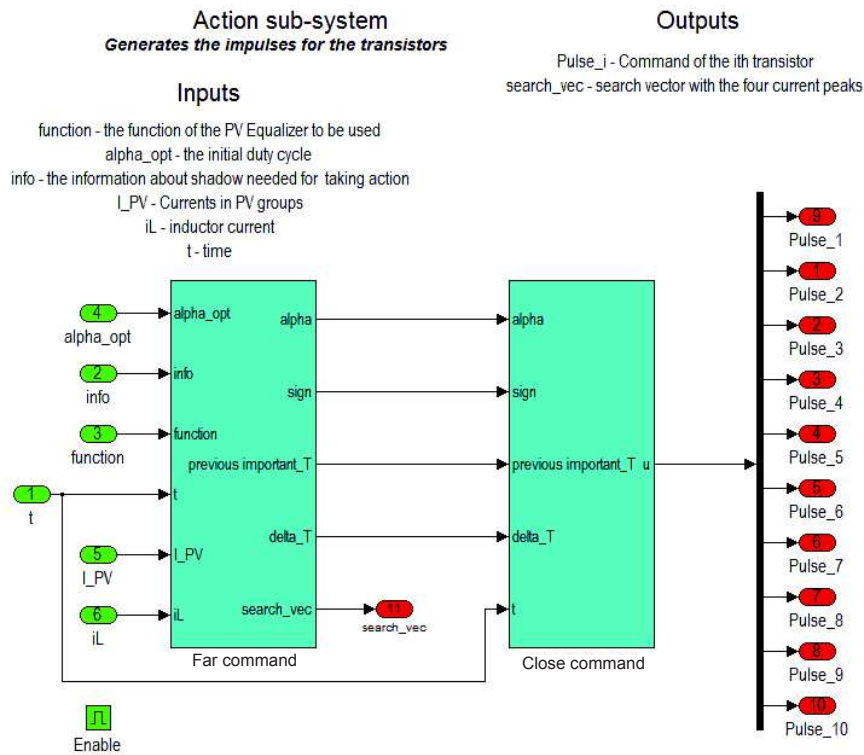 Action sub-system
Generates the impulses for the transistors
Outputs
Pulse_i - Command of the ith transistor
search_vec - search vector with the four current peaks
Inputs
function - the function of the PV Equalizer to be used
alpha_opt - the initial duty cycle
info - the information about shadow needed for taking action
I_PV - Currents in PV groups
iL - inductor current
t - time
4
alpha_opt
2
info
3
function
1
t
5
I_PV
6
iL
Enable
alpha_opt
info
function
t
I_PV
iL
alpha
sign
previous important_T
delta_T
search_vec
Far command
11
search_vec
alpha
sign
previous important_T u
delta_T
t
Close command
9
Pulse_1
1
Pulse_2
2
Pulse_3
3
Pulse_4
4
Pulse_5
5
Pulse_6
6
Pulse_7
7
Pulse_8
8
Pulse_9
10
Pulse_10